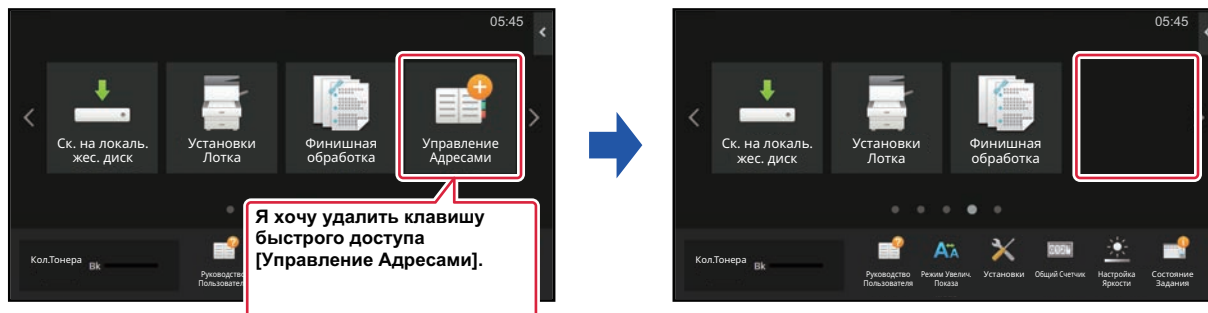 05:45
Ск. на локаль.
жес. диск
Установки
Лотка
Финишная
обработка
Управление
Адресами
Я хочу удалить клавишу
быстрого доступа
[Управление Адресами].
Кол.Тонера
Bk
Руководство
Пользователя
05:45
Ск. на локаль.
жес. диск
Установки
Лотка
Финишная
обработка
Кол.Тонера
Bk
Руководство
Пользователя
Режим Увелич.
Показа
Установки
Общий Счетчик
Настройка
Яркости
Состояние
Задания